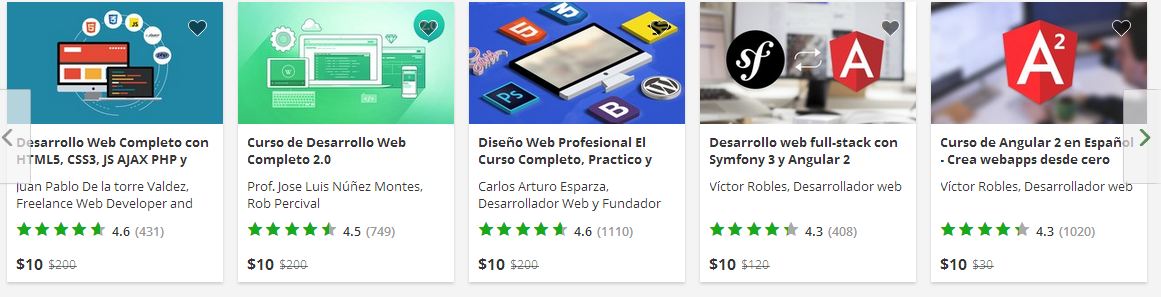 Desarrollo Web Completo con
HTML5, CSS3, JS AJAX PHP y
Juan Pablo De la torre Valdez,
Freelance Web Developer and
4.6 (431)
$10 $200
Curso de Desarrollo Web
Completo 2.0
Prof. Jose Luis Núñez Montes,
Rob Percival
4.5 (749)
$10 $200
Ps
B
W
Diseño Web Profesional El
Curso Completo, Practico y
Carlos Arturo Esparza,
Desarrollador Web y Fundador
4.6 (1110)
$10 $200
sf
A
Desarrollo web full-stack con
Symfony 3 y Angular 2
Víctor Robles, Desarrollador web
4.3 (408)
$10 $120
A2
Curso de Angular 2 en Español
- Crea webapps desde cero
Víctor Robles, Desarrollador web
4.3 (1020)
$10 $30